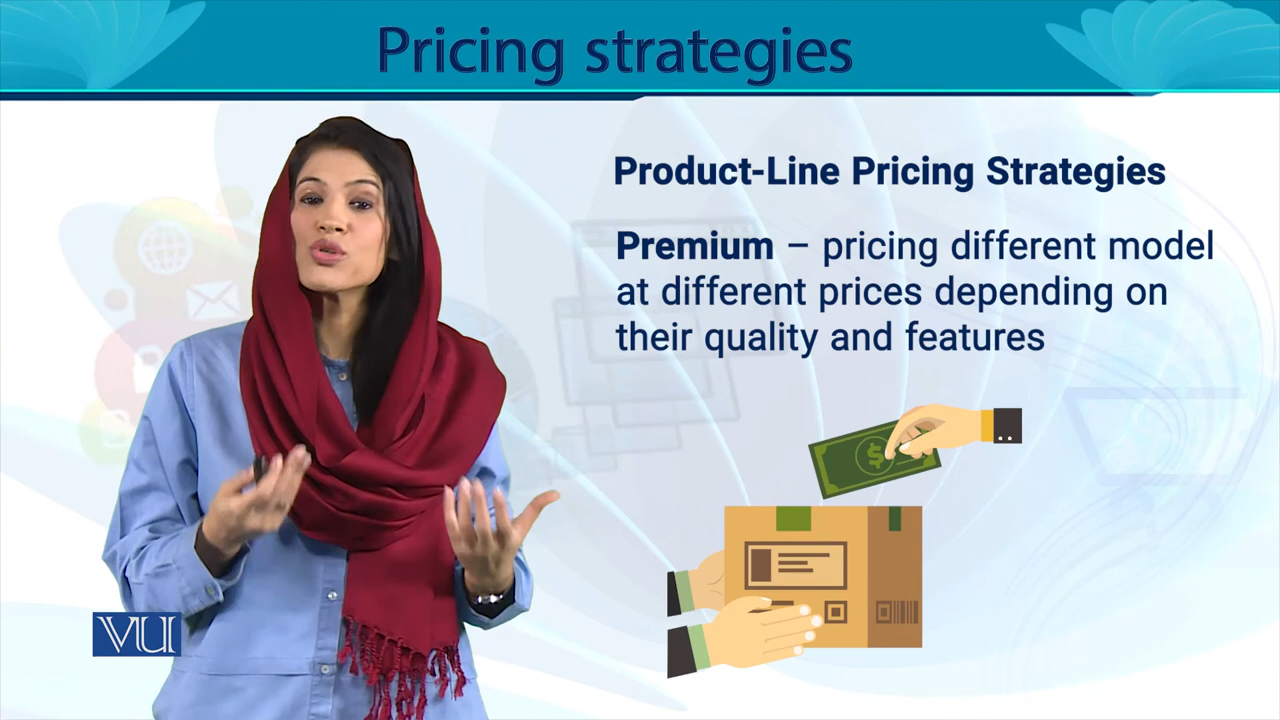 Pricing strategies
Product-Line Pricing Strategies
Premium – pricing different model
at different prices depending on
their quality and features
VU